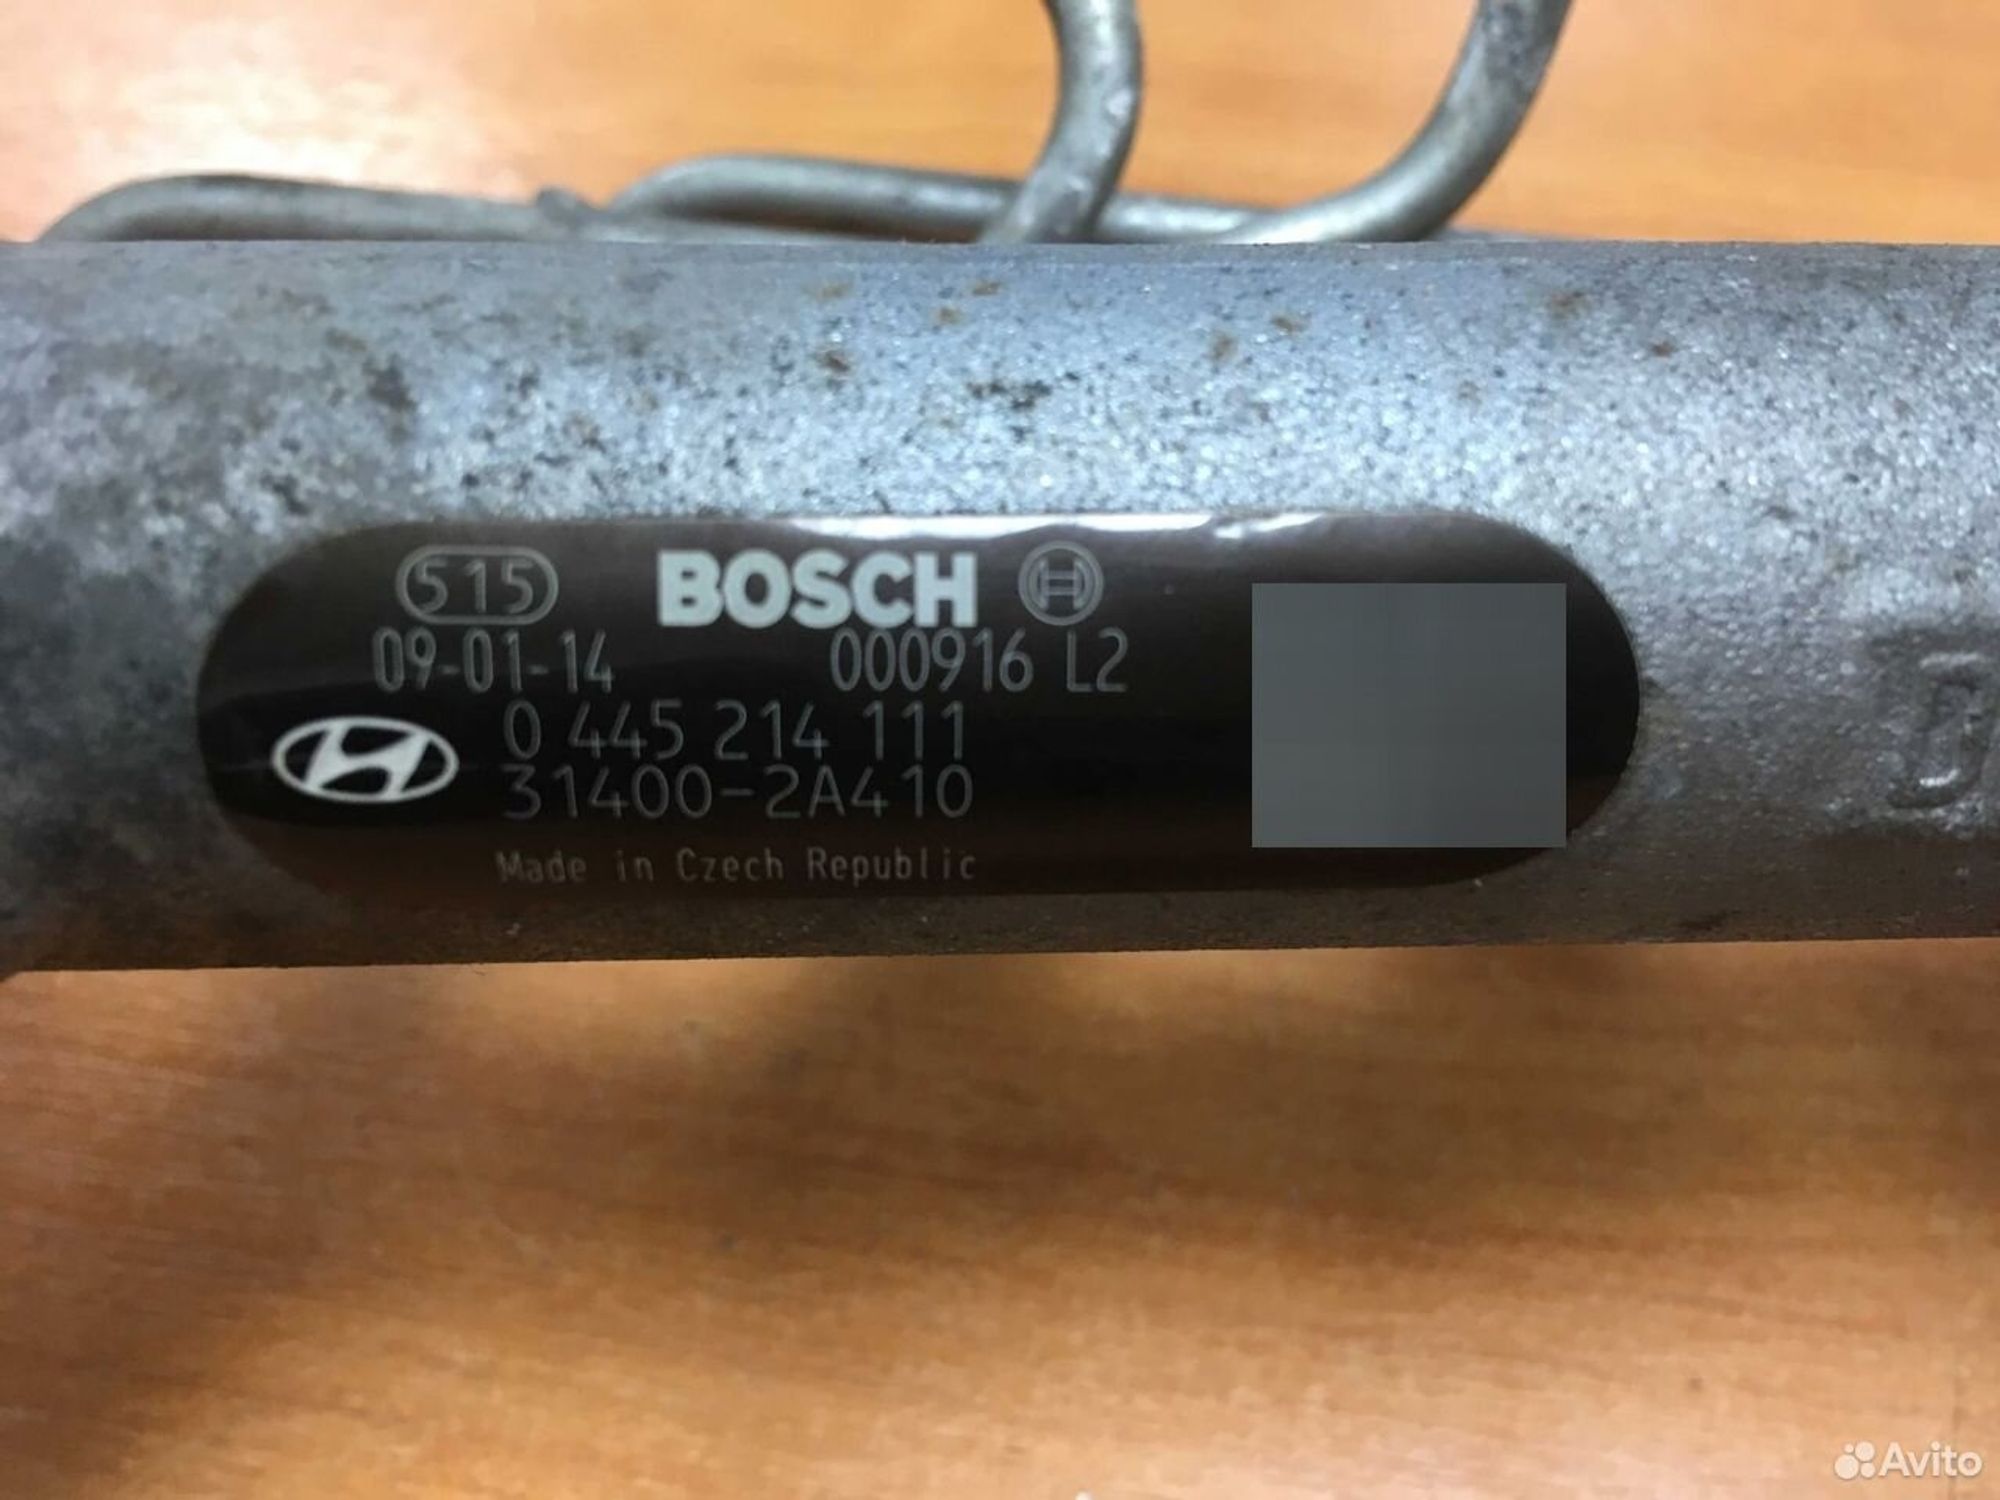 515 BOSCH
09-01-14 000916 L2
0 445 214 111
31400-2A410
Made in Czech Republic
Avito